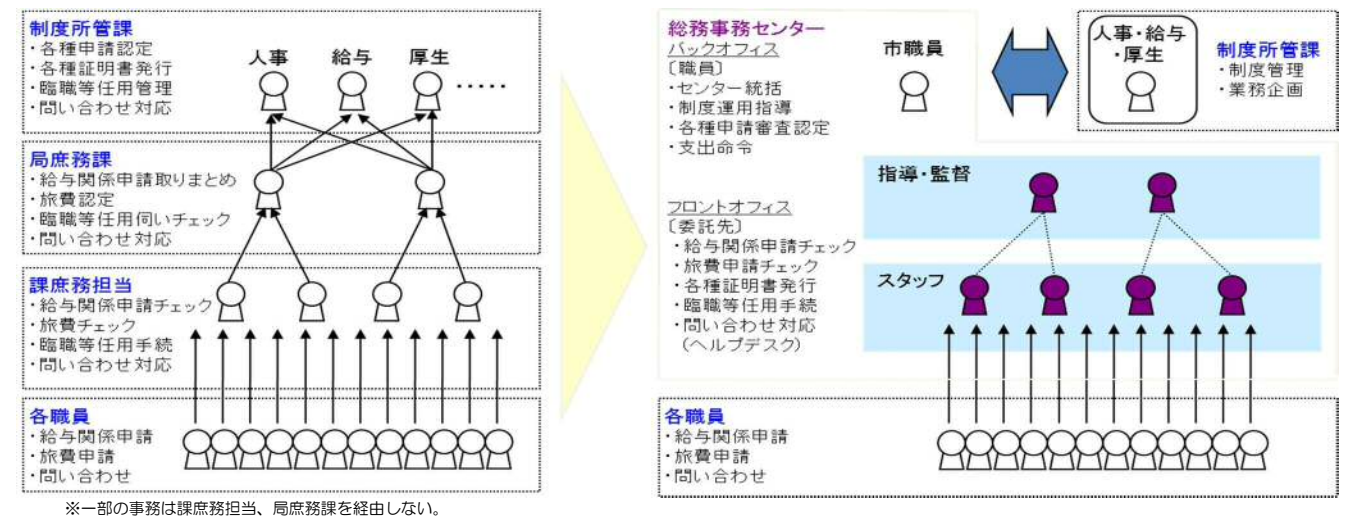 制度所管課
・各種申請認定
・各種証明書発行
・臨職等任用管理
・問い合わせ対応
人事 給与 厚生 ・・・・・
局庶務課
・給与関係申請取りまとめ
・旅費認定
・臨職等任用伺いチェック
・問い合わせ対応
課庶務担当
・給与関係申請チェック
・旅費チェック
・臨職等任用手続
・問い合わせ対応
各職員
・給与関係申請
・旅費申請
・問い合わせ
※一部の事務は課庶務担当、局庶務課を経由しない。
総務事務センター
バックオフィス
〔職員〕
・センター統括
・制度運用指導
・各種申請審査認定
・支出命令
市職員
人事・給与
・厚生
制度所管課
・制度管理
・業務企画
フロントオフィス
〔委託先〕
・給与関係申請チェック
・旅費申請チェック
・各種証明書発行
・臨職等任用手続
・問い合わせ対応
（ヘルプデスク）
指導・監督
スタッフ
各職員
・給与関係申請
・旅費申請
・問い合わせ